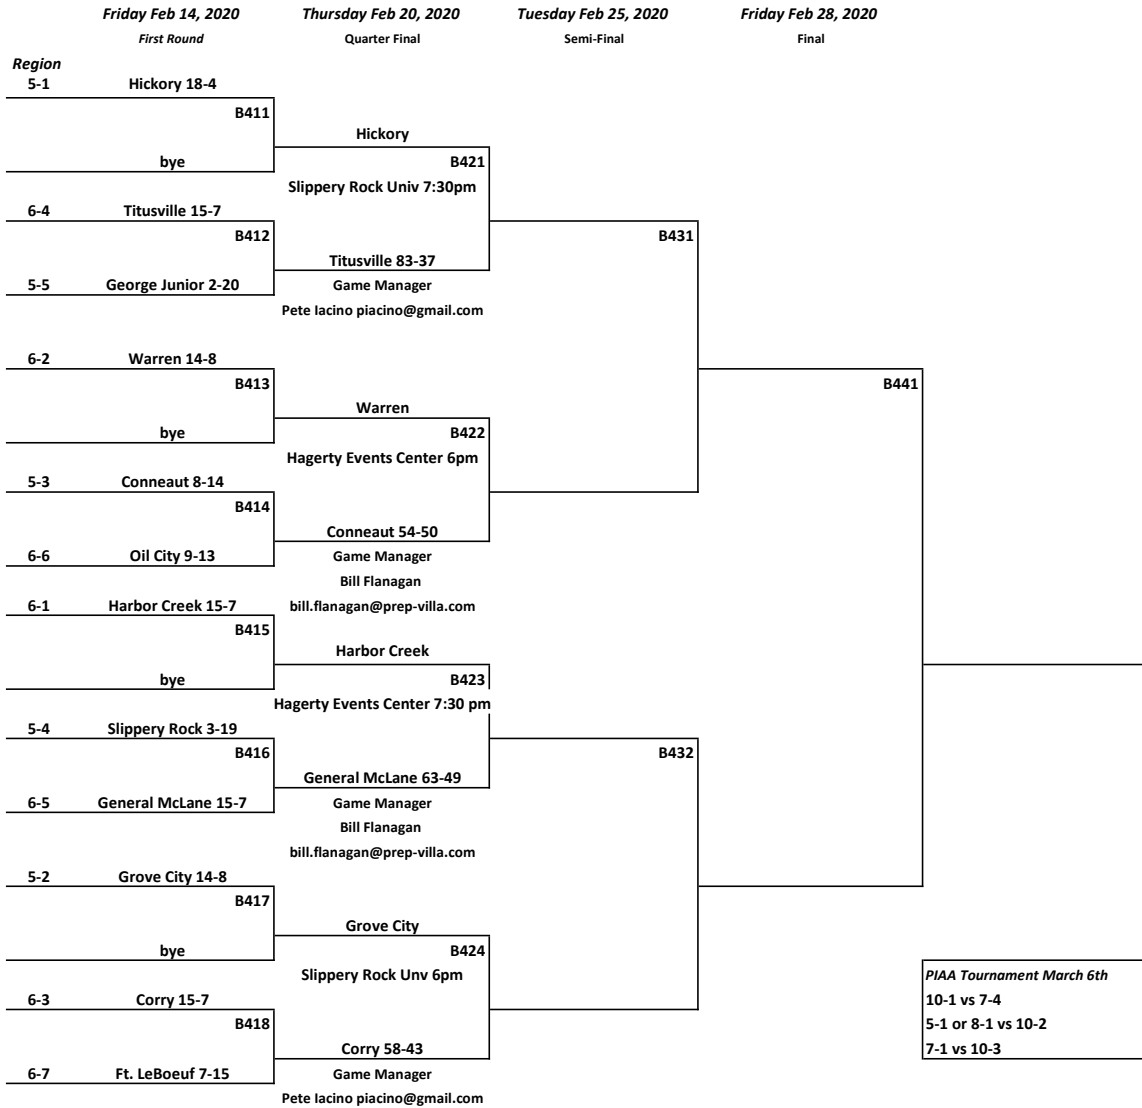 Friday Feb 14, 2020 Thursday Feb 20, 2020 Tuesday Feb 25, 2020 Friday Feb 28, 2020
First Round Quarter Final Semi-Final Final
Region
5-1 Hickory 18-4
B411
Hickory
bye B421
Slippery Rock Univ 7:30pm
6-4 Titusville 15-7
B412 B431
Titusville 83-37
5-5 George Junior 2-20 Game Manager
Pete Iacino piacino@gmail.com
6-2 Warren 14-8
B413 B441
Warren
bye B422
Hagerty Events Center 6pm
5-3 Conneaut 8-14
B414
Conneaut 54-50
6-6 Oil City 9-13 Game Manager
Bill Flanagan
6-1 Harbor Creek 15-7 bill.flanagan@prep-villa.com
B415
Harbor Creek
bye B423
Hagerty Events Center 7:30 pm
5-4 Slippery Rock 3-19
B416 B432
General McLane 63-49
6-5 General McLane 15-7 Game Manager
Bill Flanagan
bill.flanagan@prep-villa.com
5-2 Grove City 14-8
B417
Grove City
bye B424
Slippery Rock Unv 6pm PIAA Tournament March 6th
6-3 Corry 15-7 10-1 vs 7-4
B418 5-1 or 8-1 vs 10-2
Corry 58-43 7-1 vs 10-3
6-7 Ft. LeBoeuf 7-15 Game Manager
Pete Iacino piacino@gmail.com